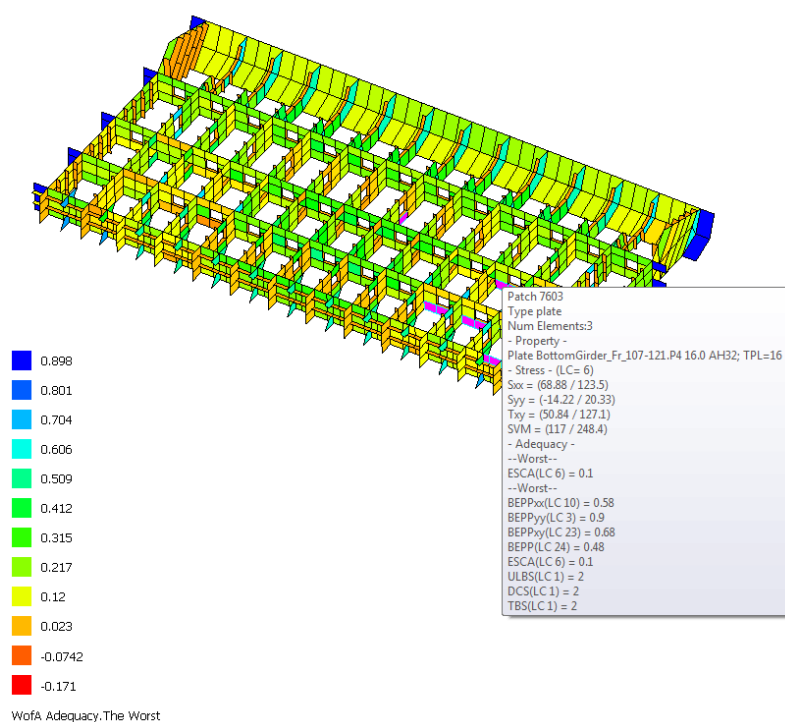 Patch 7603
Type plate
Num Elements:3
- Property -
Plate BottomGirder_Fr_107-121.P4 16.0 AH32; TPL=16
- Stress - (LC= 6)
Sxx = (68.88 / 123.5)
Syy = (-14.22 / 20.33)
Txy = (50.84 / 127.1)
SVM = (117 / 248.4)
- Adequacy -
--Worst--
ESCA(LC 6) = 0.1
--Worst--
BEPPxx(LC 10) = 0.58
BEPPyy(LC 3) = 0.9
BEPPxy(LC 23) = 0.68
BEPP(LC 24) = 0.48
ESCA(LC 6) = 0.1
ULBS(LC 1) = 2
DCS(LC 1) = 2
TBS(LC 1) = 2
0.898
0.801
0.704
0.606
0.509
0.412
0.315
0.217
0.12
0.023
-0.0742
-0.171
WofA Adequacy.The Worst